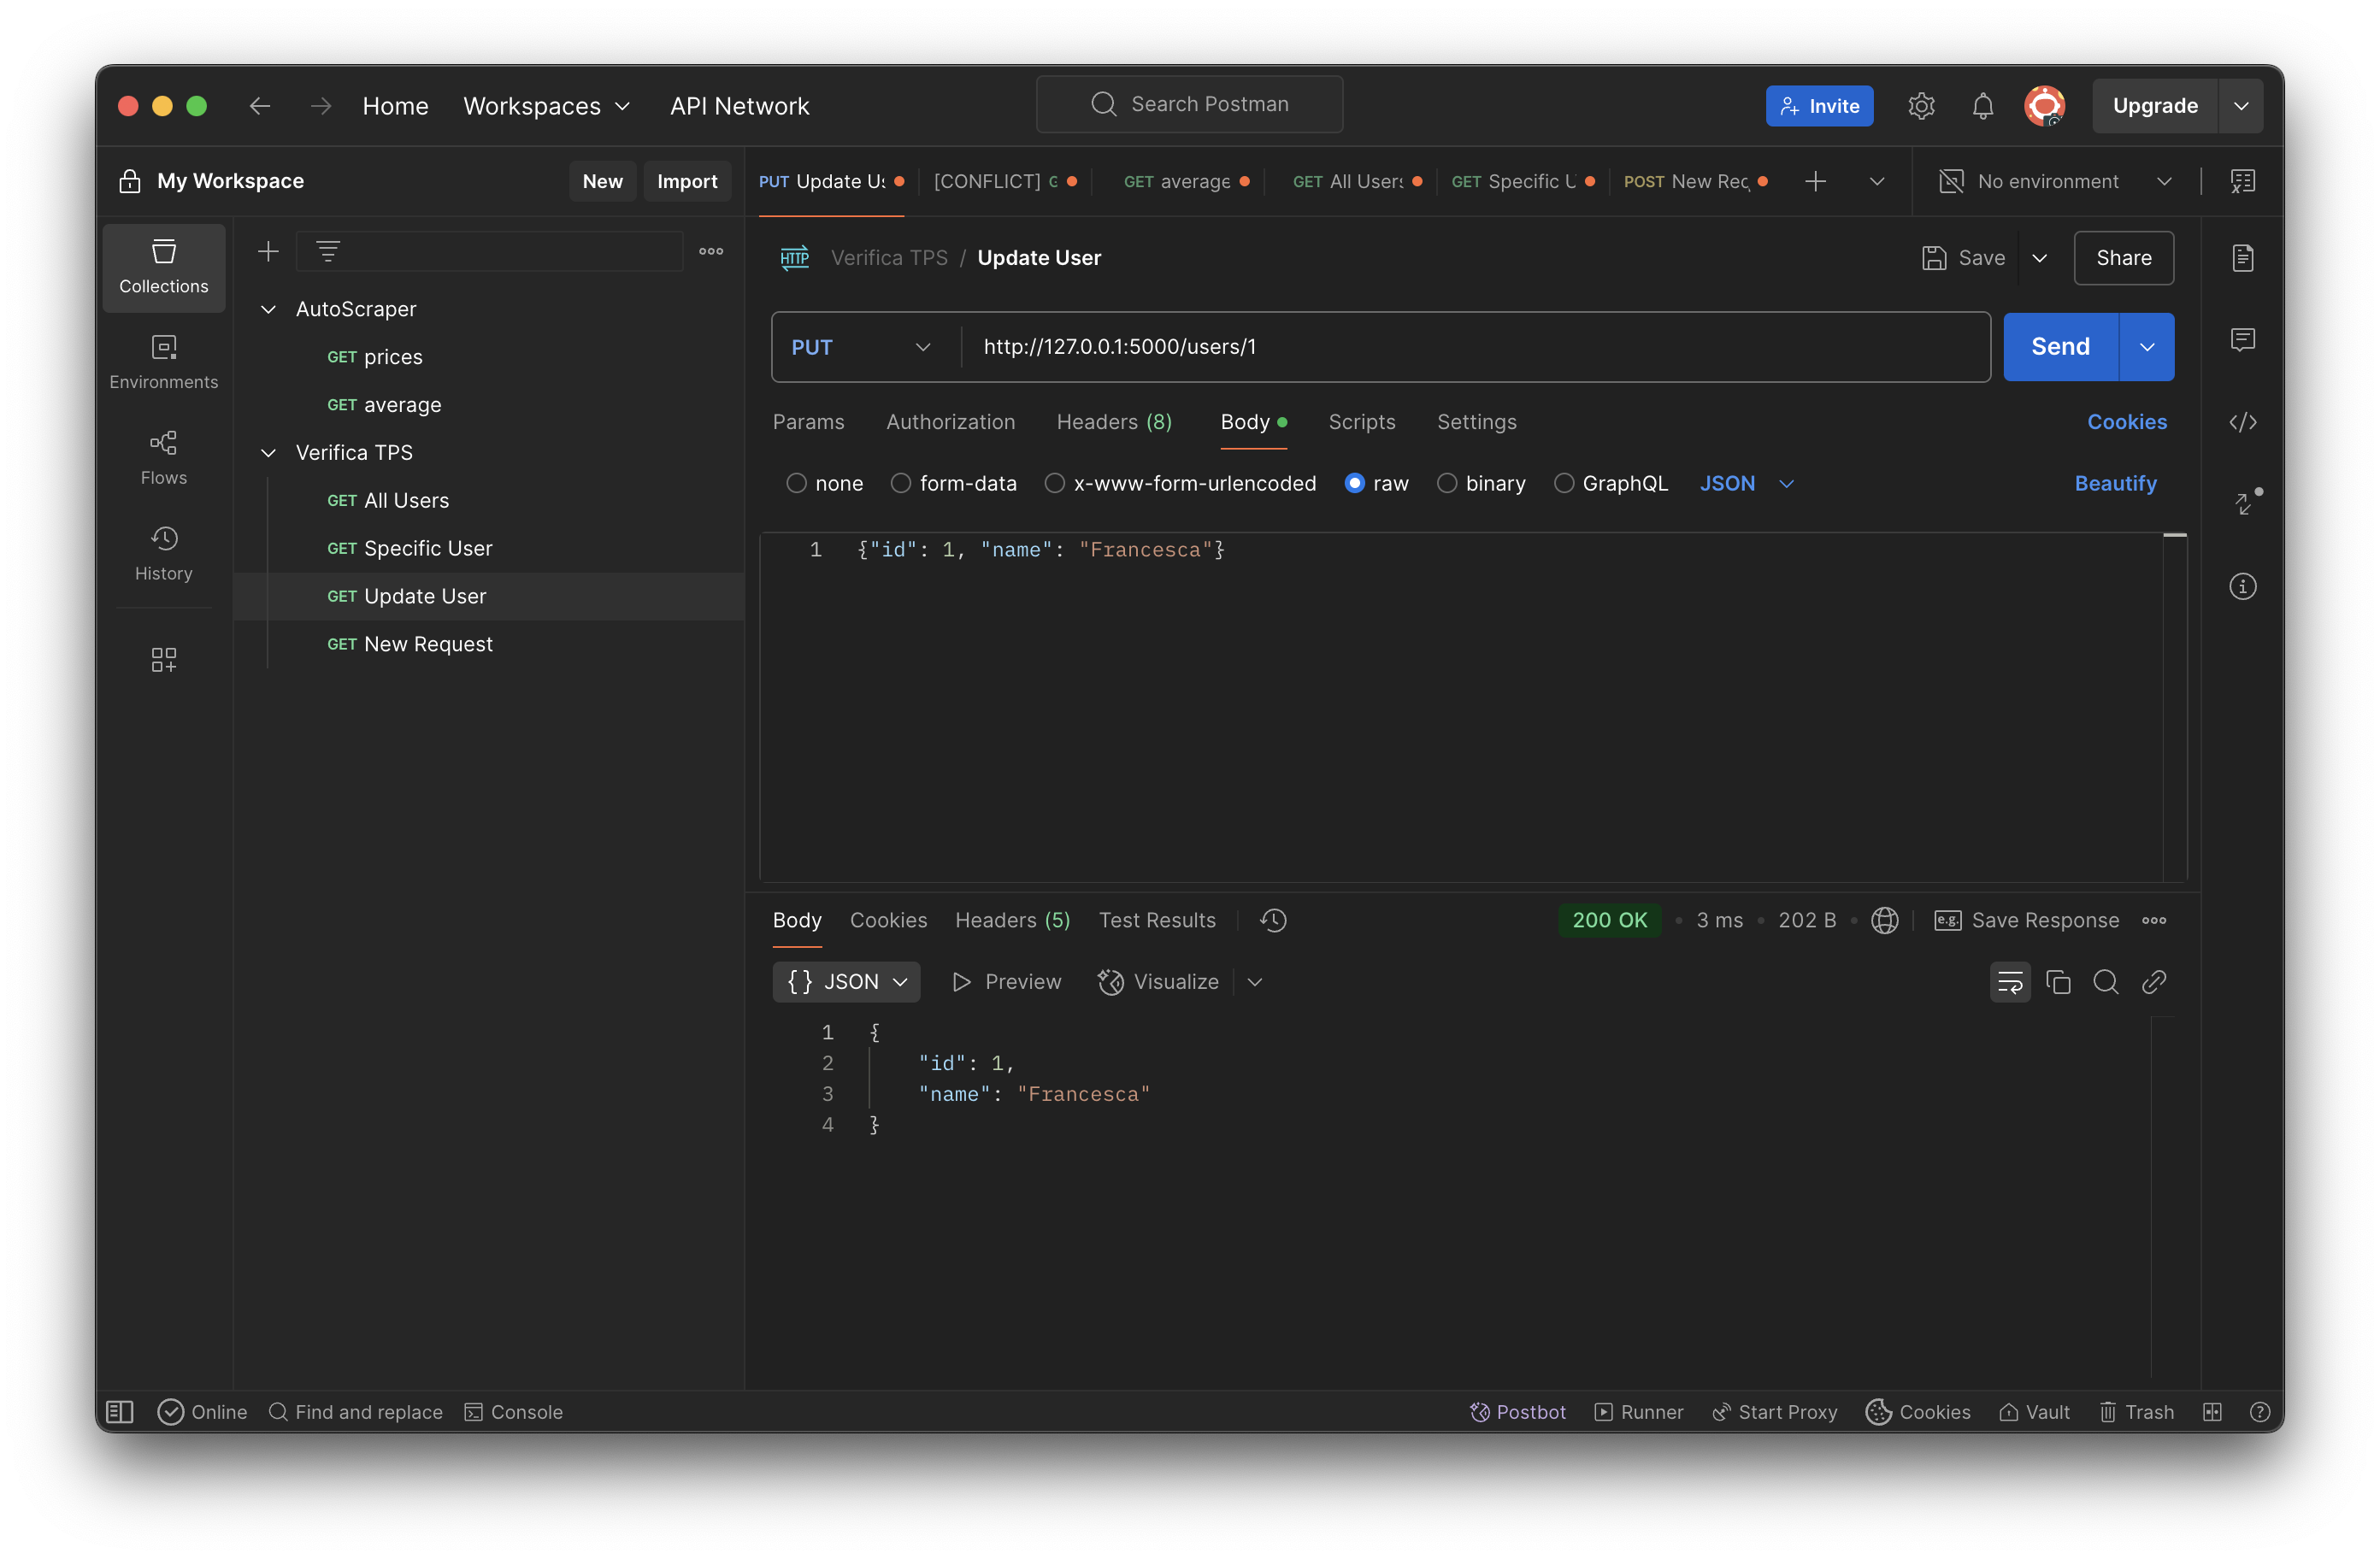 Home Workspaces API Network Search Postman Invite Upgrade
My Workspace New Import
PUT Update Us [CONFLICT] G GET average GET All Users GET Specific U POST New Req No environment
Collections
Environments
Flows
History
AutoScraper
GET prices
GET average
Verifica TPS
GET All Users
GET Specific User
GET Update User
GET New Request
HTTP Verifica TPS / Update User Save Share
PUT http://127.0.0.1:5000/users/1 Send
Params Authorization Headers (8) Body Scripts Settings Cookies
none form-data x-www-form-urlencoded raw binary GraphQL JSON Beautify
1 {"id": 1, "name": "Francesca"}
Body Cookies Headers (5) Test Results 200 OK 3 ms 202 B e.g. Save Response
{} JSON Preview Visualize
1 {
2 "id": 1,
3 "name": "Francesca"
4 }
Online Find and replace Console Postbot Runner Start Proxy Cookies Vault Trash